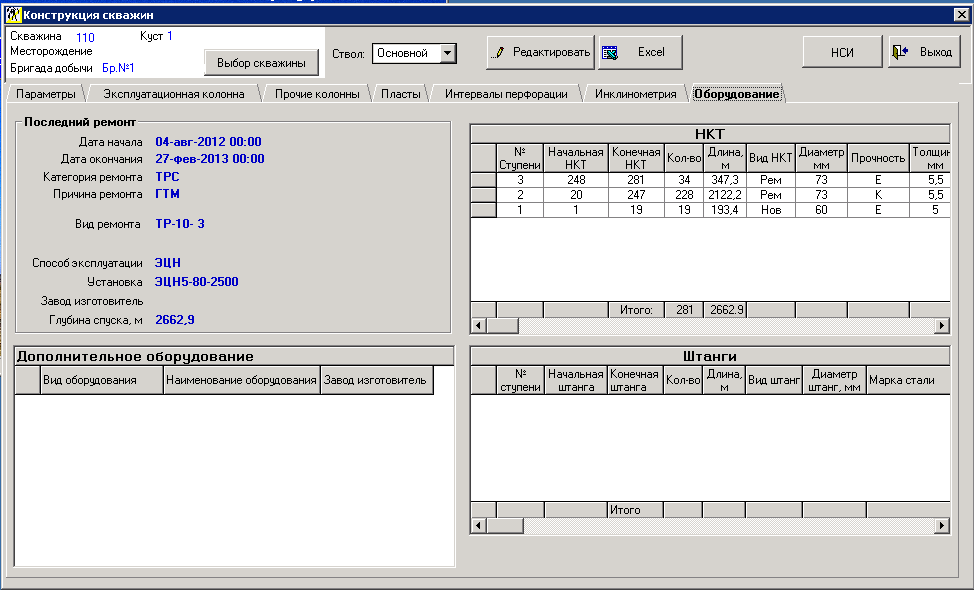 Конструкция скважин
Скважина 110 Куст 1
Месторождение
Бригада добычи Бр.№1
Выбор скважины
Ствол: Основной
Редактировать
Excel
НСИ
Выход
Параметры Эксплуатационная колонна Прочие колонны Пласты Интервалы перфорации Инклинометрия Оборудование
Последний ремонт
Дата начала 04-авг-2012 00:00
Дата окончания 27-фев-2013 00:00
Категория ремонта ТРС
Причина ремонта ГТМ
Вид ремонта ТР-10- 3
Способ эксплуатации ЭЦН
Установка ЭЦН5-80-2500
Завод изготовитель
Глубина спуска, м 2662,9
НКТ
№ Ступени Начальная НКТ Конечная НКТ Кол-во Длина, м Вид НКТ Диаметр мм Прочность Толщин мм
3 248 281 34 347,3 Рем 73 Е 5,5
2 20 247 228 2122,2 Рем 73 К 5,5
1 1 19 19 193,4 Нов 60 Е 5
Итого: 281 2662.9
Дополнительное оборудование
Вид оборудования Наименование оборудования Завод изготовитель
Штанги
№ ступени Начальная штанга Конечная штанга Кол-во Длина, м Вид штанг Диаметр штанг, мм Марка стали
Итого